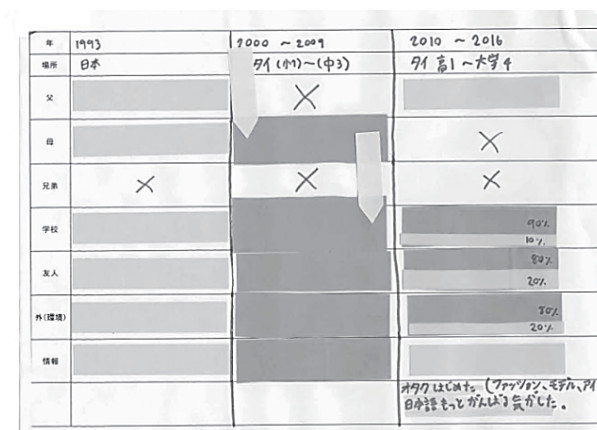 年 1993 2000 ～ 2009 2010 ～ 2016
場所 日本 タイ(小1)～(中3) タイ 高1～大学4
父 ×
母 ×
兄弟 × × ×
学校 90%
10%
友人 80%
20%
外(環境) 80%
20%
情報
オタクはじめた(ファッション、モデル、アイ
日本語もっとがんばる気がした。